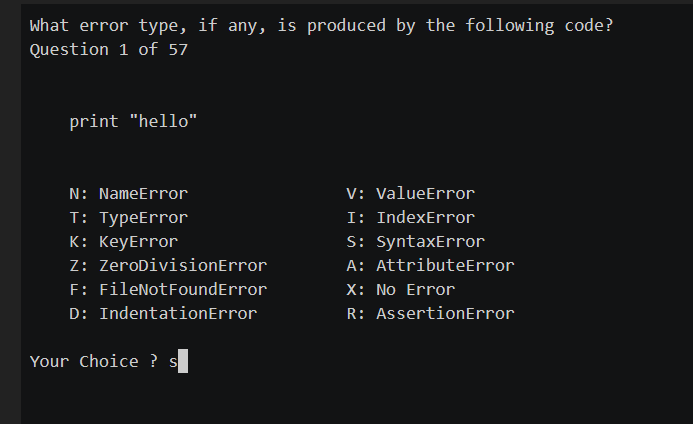 What error type, if any, is produced by the following code?
Question 1 of 57
print "hello"
N: NameError V: ValueError
T: TypeError I: IndexError
K: KeyError S: SyntaxError
Z: ZeroDivisionError A: AttributeError
F: FileNotFoundError X: No Error
D: IndentationError R: AssertionError
Your Choice ? s